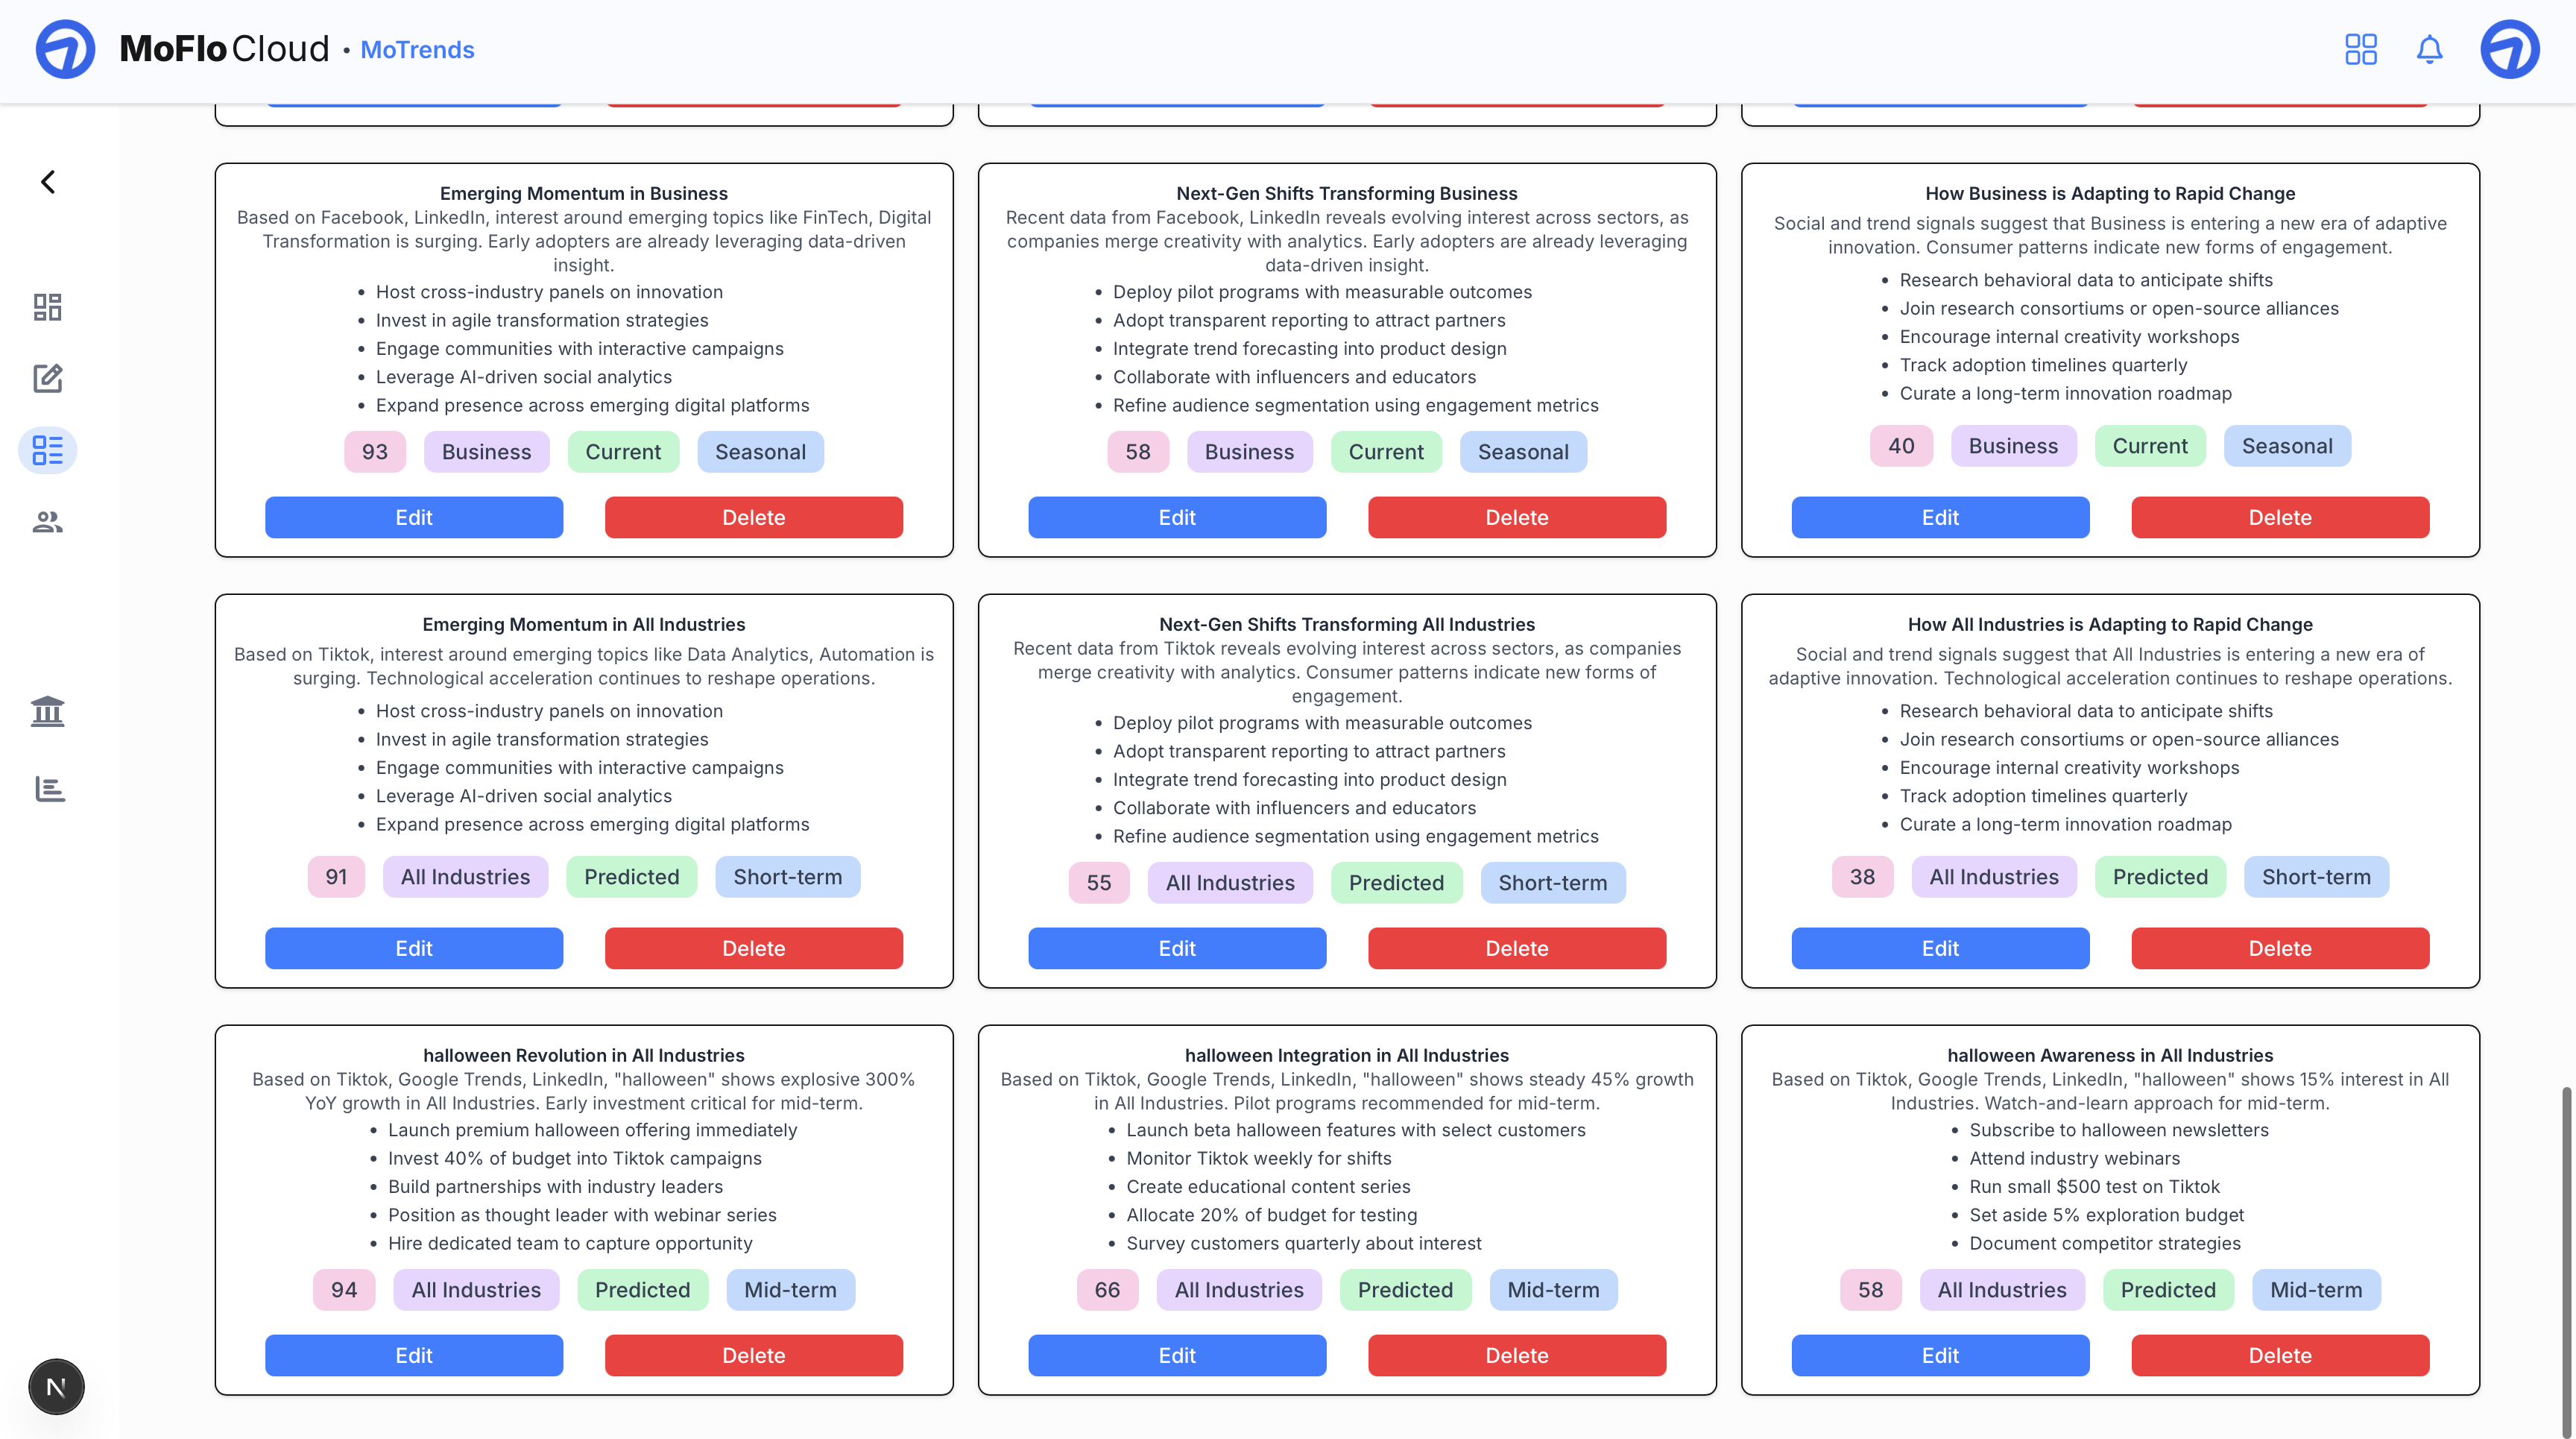 MoFlo Cloud • MoTrends
Emerging Momentum in Business
Based on Facebook, LinkedIn, interest around emerging topics like FinTech, Digital
Transformation is surging. Early adopters are already leveraging data-driven
insight.
• Host cross-industry panels on innovation
• Invest in agile transformation strategies
• Engage communities with interactive campaigns
• Leverage AI-driven social analytics
• Expand presence across emerging digital platforms
93 Business Current Seasonal
Edit Delete
Next-Gen Shifts Transforming Business
Recent data from Facebook, LinkedIn reveals evolving interest across sectors, as
companies merge creativity with analytics. Early adopters are already leveraging
data-driven insight.
• Deploy pilot programs with measurable outcomes
• Adopt transparent reporting to attract partners
• Integrate trend forecasting into product design
• Collaborate with influencers and educators
• Refine audience segmentation using engagement metrics
58 Business Current Seasonal
Edit Delete
How Business is Adapting to Rapid Change
Social and trend signals suggest that Business is entering a new era of adaptive
innovation. Consumer patterns indicate new forms of engagement.
• Research behavioral data to anticipate shifts
• Join research consortiums or open-source alliances
• Encourage internal creativity workshops
• Track adoption timelines quarterly
• Curate a long-term innovation roadmap
40 Business Current Seasonal
Edit Delete
Emerging Momentum in All Industries
Based on Tiktok, interest around emerging topics like Data Analytics, Automation is
surging. Technological acceleration continues to reshape operations.
• Host cross-industry panels on innovation
• Invest in agile transformation strategies
• Engage communities with interactive campaigns
• Leverage AI-driven social analytics
• Expand presence across emerging digital platforms
91 All Industries Predicted Short-term
Edit Delete
Next-Gen Shifts Transforming All Industries
Recent data from Tiktok reveals evolving interest across sectors, as companies
merge creativity with analytics. Consumer patterns indicate new forms of
engagement.
• Deploy pilot programs with measurable outcomes
• Adopt transparent reporting to attract partners
• Integrate trend forecasting into product design
• Collaborate with influencers and educators
• Refine audience segmentation using engagement metrics
55 All Industries Predicted Short-term
Edit Delete
How All Industries is Adapting to Rapid Change
Social and trend signals suggest that All Industries is entering a new era of
adaptive innovation. Technological acceleration continues to reshape operations.
• Research behavioral data to anticipate shifts
• Join research consortiums or open-source alliances
• Encourage internal creativity workshops
• Track adoption timelines quarterly
• Curate a long-term innovation roadmap
38 All Industries Predicted Short-term
Edit Delete
halloween Revolution in All Industries
Based on Tiktok, Google Trends, LinkedIn, "halloween" shows explosive 300%
YoY growth in All Industries. Early investment critical for mid-term.
• Launch premium halloween offering immediately
• Invest 40% of budget into Tiktok campaigns
• Build partnerships with industry leaders
• Position as thought leader with webinar series
• Hire dedicated team to capture opportunity
94 All Industries Predicted Mid-term
Edit Delete
halloween Integration in All Industries
Based on Tiktok, Google Trends, LinkedIn, "halloween" shows steady 45% growth
in All Industries. Pilot programs recommended for mid-term.
• Launch beta halloween features with select customers
• Monitor Tiktok weekly for shifts
• Create educational content series
• Allocate 20% of budget for testing
• Survey customers quarterly about interest
66 All Industries Predicted Mid-term
Edit Delete
halloween Awareness in All Industries
Based on Tiktok, Google Trends, LinkedIn, "halloween" shows 15% interest in All
Industries. Watch-and-learn approach for mid-term.
• Subscribe to halloween newsletters
• Attend industry webinars
• Run small $500 test on Tiktok
• Set aside 5% exploration budget
• Document competitor strategies
58 All Industries Predicted Mid-term
Edit Delete
N